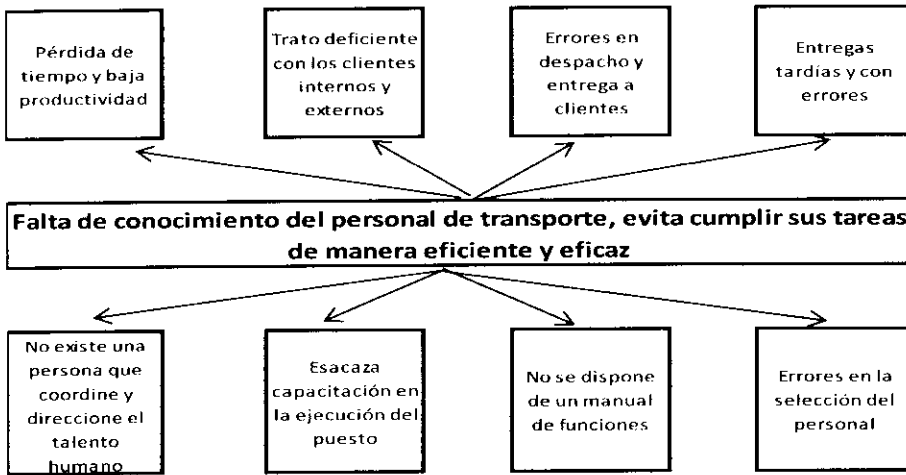 Pérdida de
tiempo y baja
productividad
Trato deficiente
con los clientes
internos y
externos
Errores en
despacho y
entrega a
clientes
Entregas
tardías y con
errores
Falta de conocimiento del personal de transporte, evita cumplir sus tareas
de manera eficiente y eficaz
No existe una
persona que
coordine y
direccione el
talento
humano
Esacaza
capacitación en
la ejecución del
puesto
No se dispone
de un manual
de funciones
Errores en la
selección del
personal